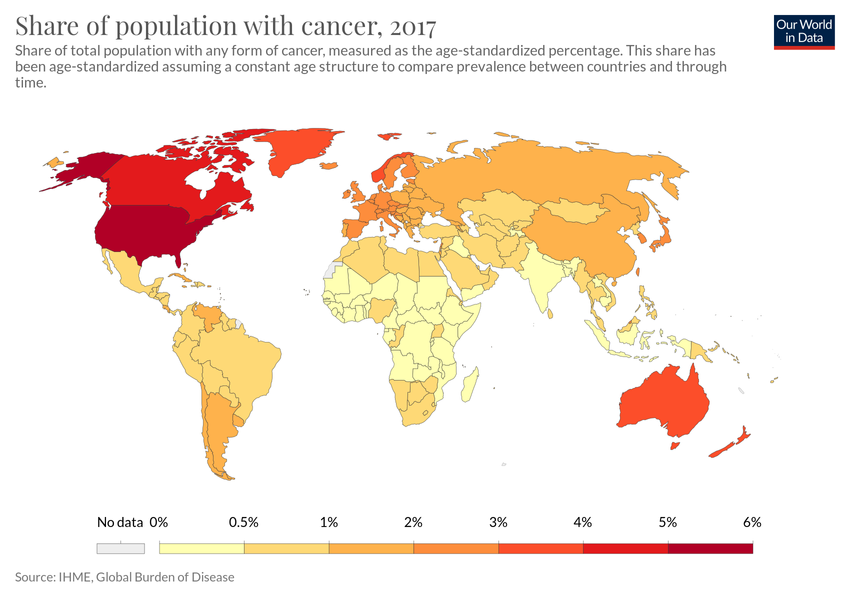 Share of population with cancer, 2017
Our World
in Data
Share of total population with any form of cancer, measured as the age-standardized percentage. This share has
been age-standardized assuming a constant age structure to compare prevalence between countries and through
time.
No data 0% 0.5% 1% 2% 3% 4% 5% 6%
Source: IHME, Global Burden of Disease